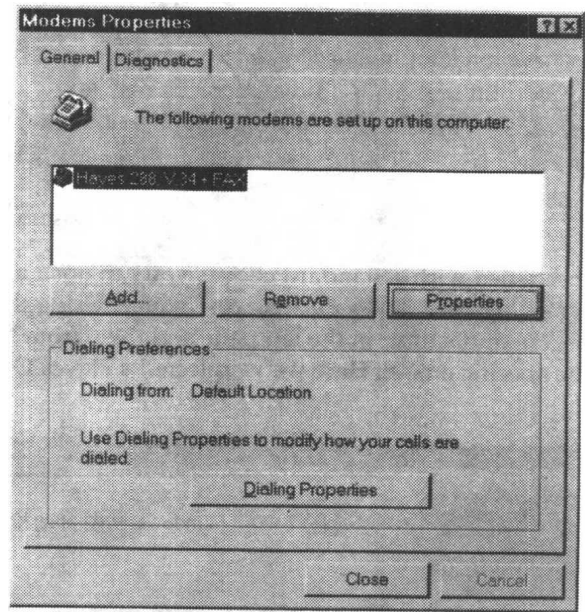 Modems Properties
General Diagnostics
The following modems are set up on this computer:
Hayes 288 V.34 + FAX
Add... Remove Properties
Dialing Preferences
Dialing from: Default Location
Use Dialing Properties to modify how your calls are
dialed.
Dialing Properties
Close Cancel